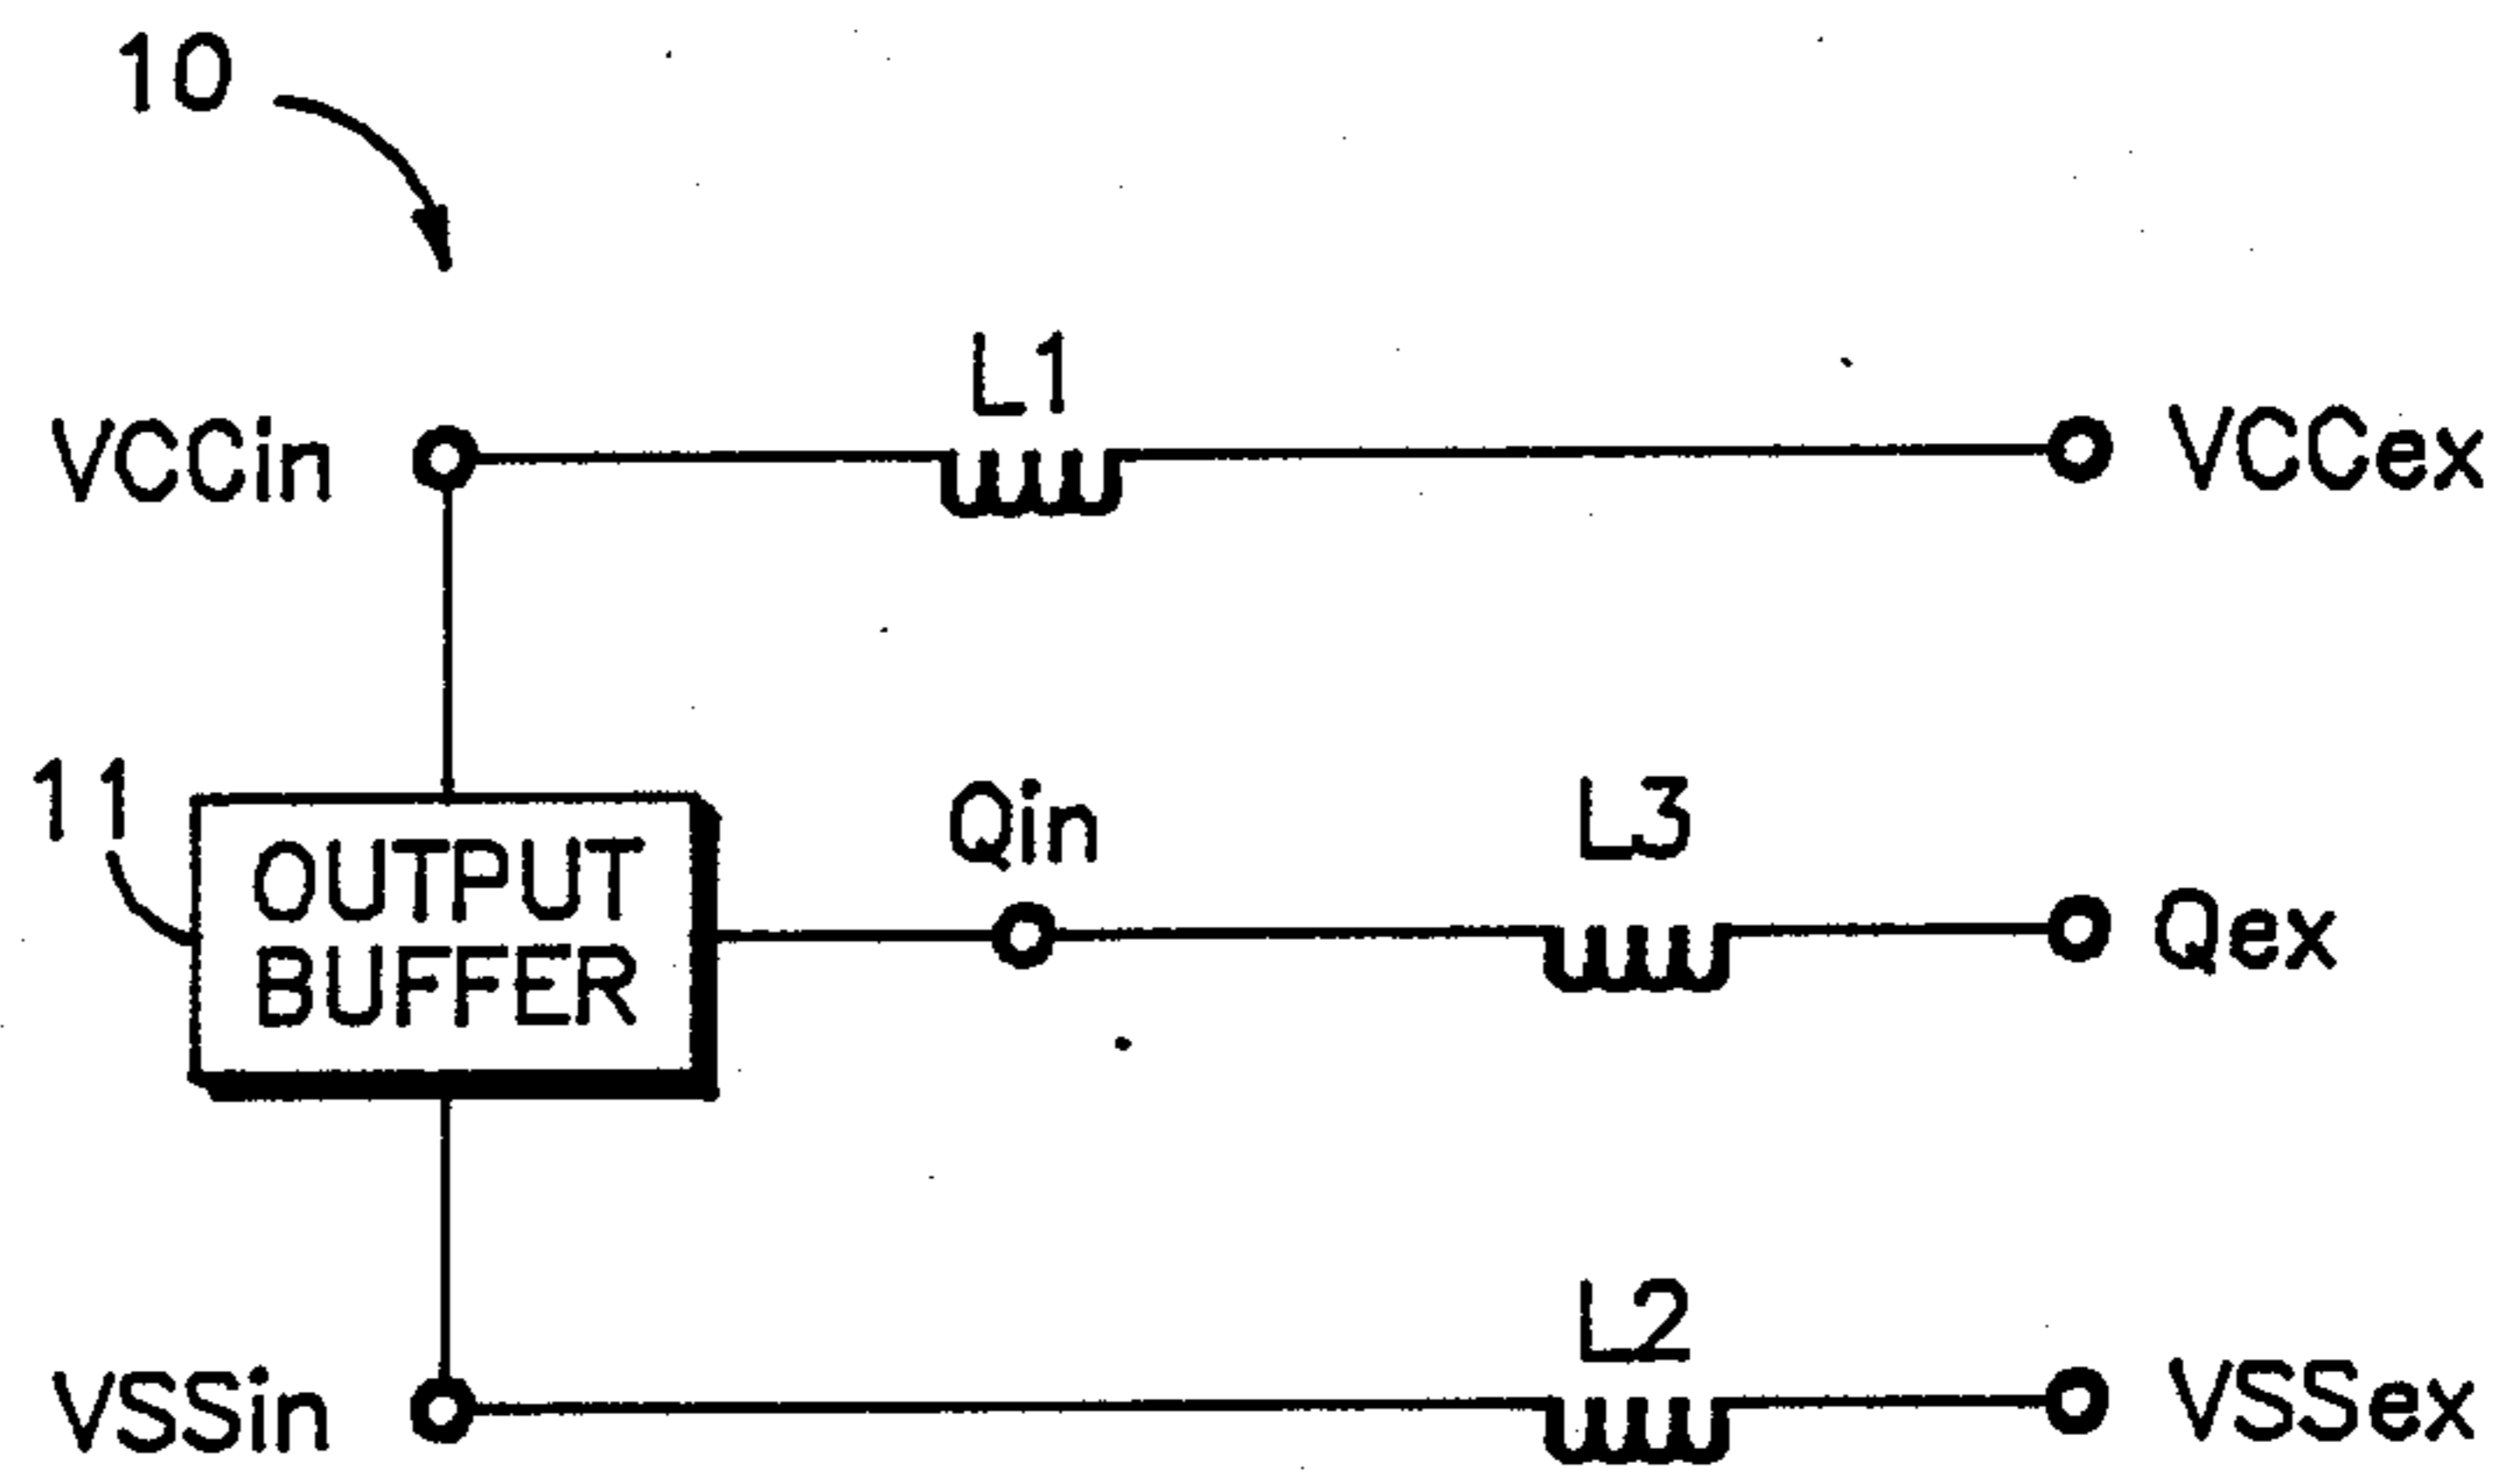 10
L1
VCCin
VCCex
11
Qin
L3
OUTPUT
BUFFER
Qex
L2
VSSin
VSSex